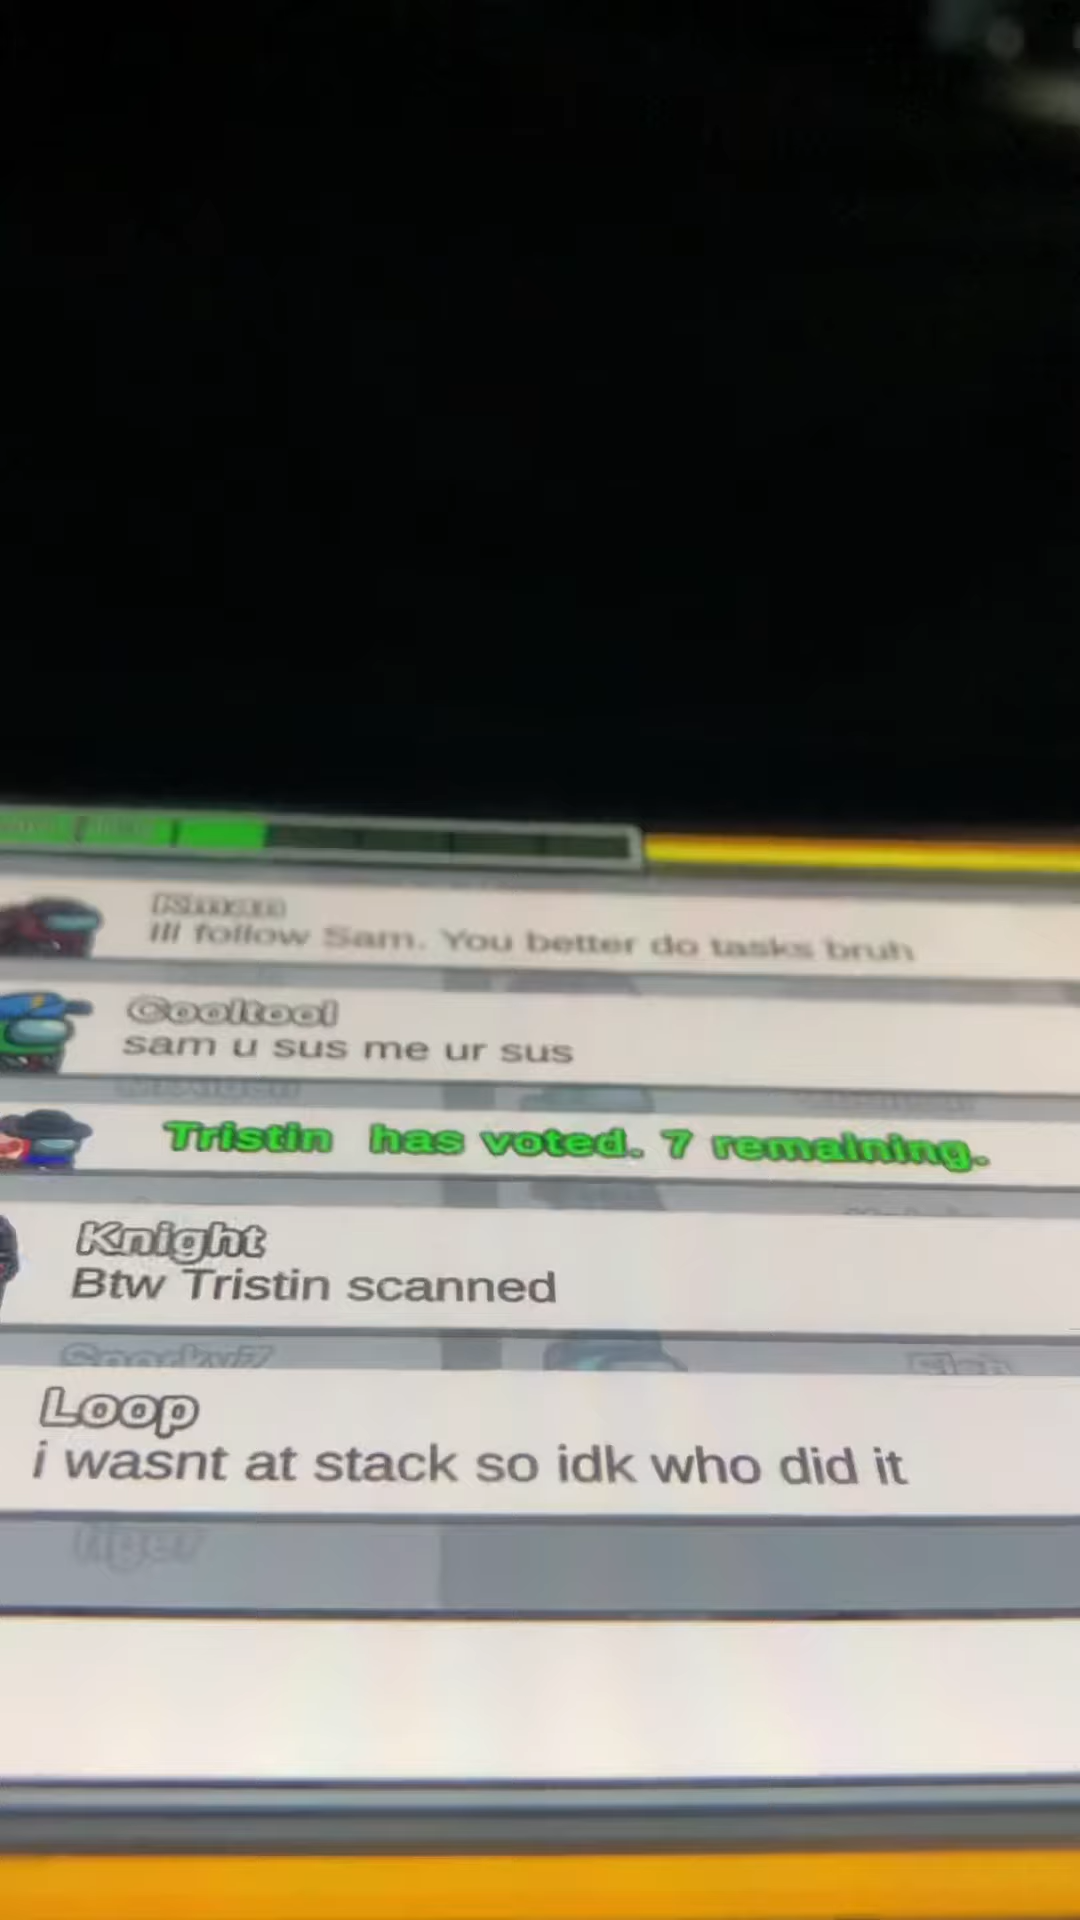 Ill follow Sam. You better do tasks bruh
Cooltool
sam u sus me ur sus
Tristin has voted. 7 remaining.
Knight
Btw Tristin scanned
Loop
i wasnt at stack so idk who did it
Tiger